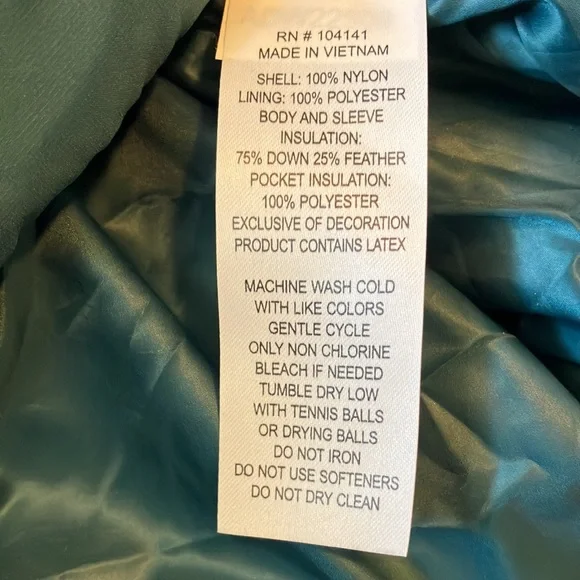 RN # 104141
MADE IN VIETNAM
SHELL: 100% NYLON
LINING: 100% POLYESTER
BODY AND SLEEVE
INSULATION:
75% DOWN 25% FEATHER
POCKET INSULATION:
100% POLYESTER
EXCLUSIVE OF DECORATION
PRODUCT CONTAINS LATEX
MACHINE WASH COLD
WITH LIKE COLORS
GENTLE CYCLE
ONLY NON CHLORINE
BLEACH IF NEEDED
TUMBLE DRY LOW
WITH TENNIS BALLS
OR DRYING BALLS
DO NOT IRON
DO NOT USE SOFTENERS
DO NOT DRY CLEAN